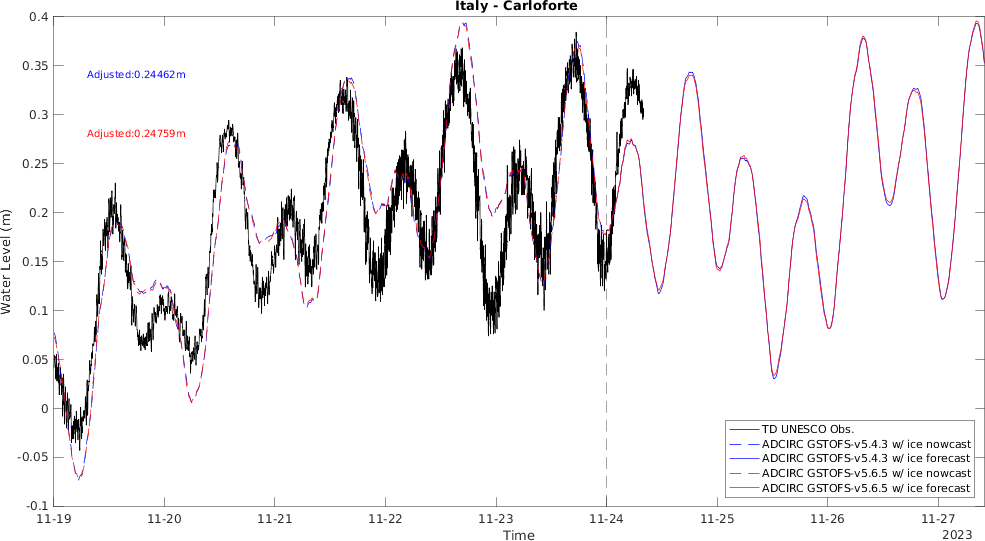 Italy - Carloforte
0.4
0.35
0.3
0.25
0.2
0.15
0.1
0.05
0
-0.05
-0.1
Water Level (m)
Adjusted:0.24462m
Adjusted:0.24759m
TD UNESCO Obs.
ADCIRC GSTOFS-v5.4.3 w/ ice nowcast
ADCIRC GSTOFS-v5.4.3 w/ ice forecast
ADCIRC GSTOFS-v5.6.5 w/ ice nowcast
ADCIRC GSTOFS-v5.6.5 w/ ice forecast
11-19 11-20 11-21 11-22 11-23 11-24 11-25 11-26 11-27
2023
Time